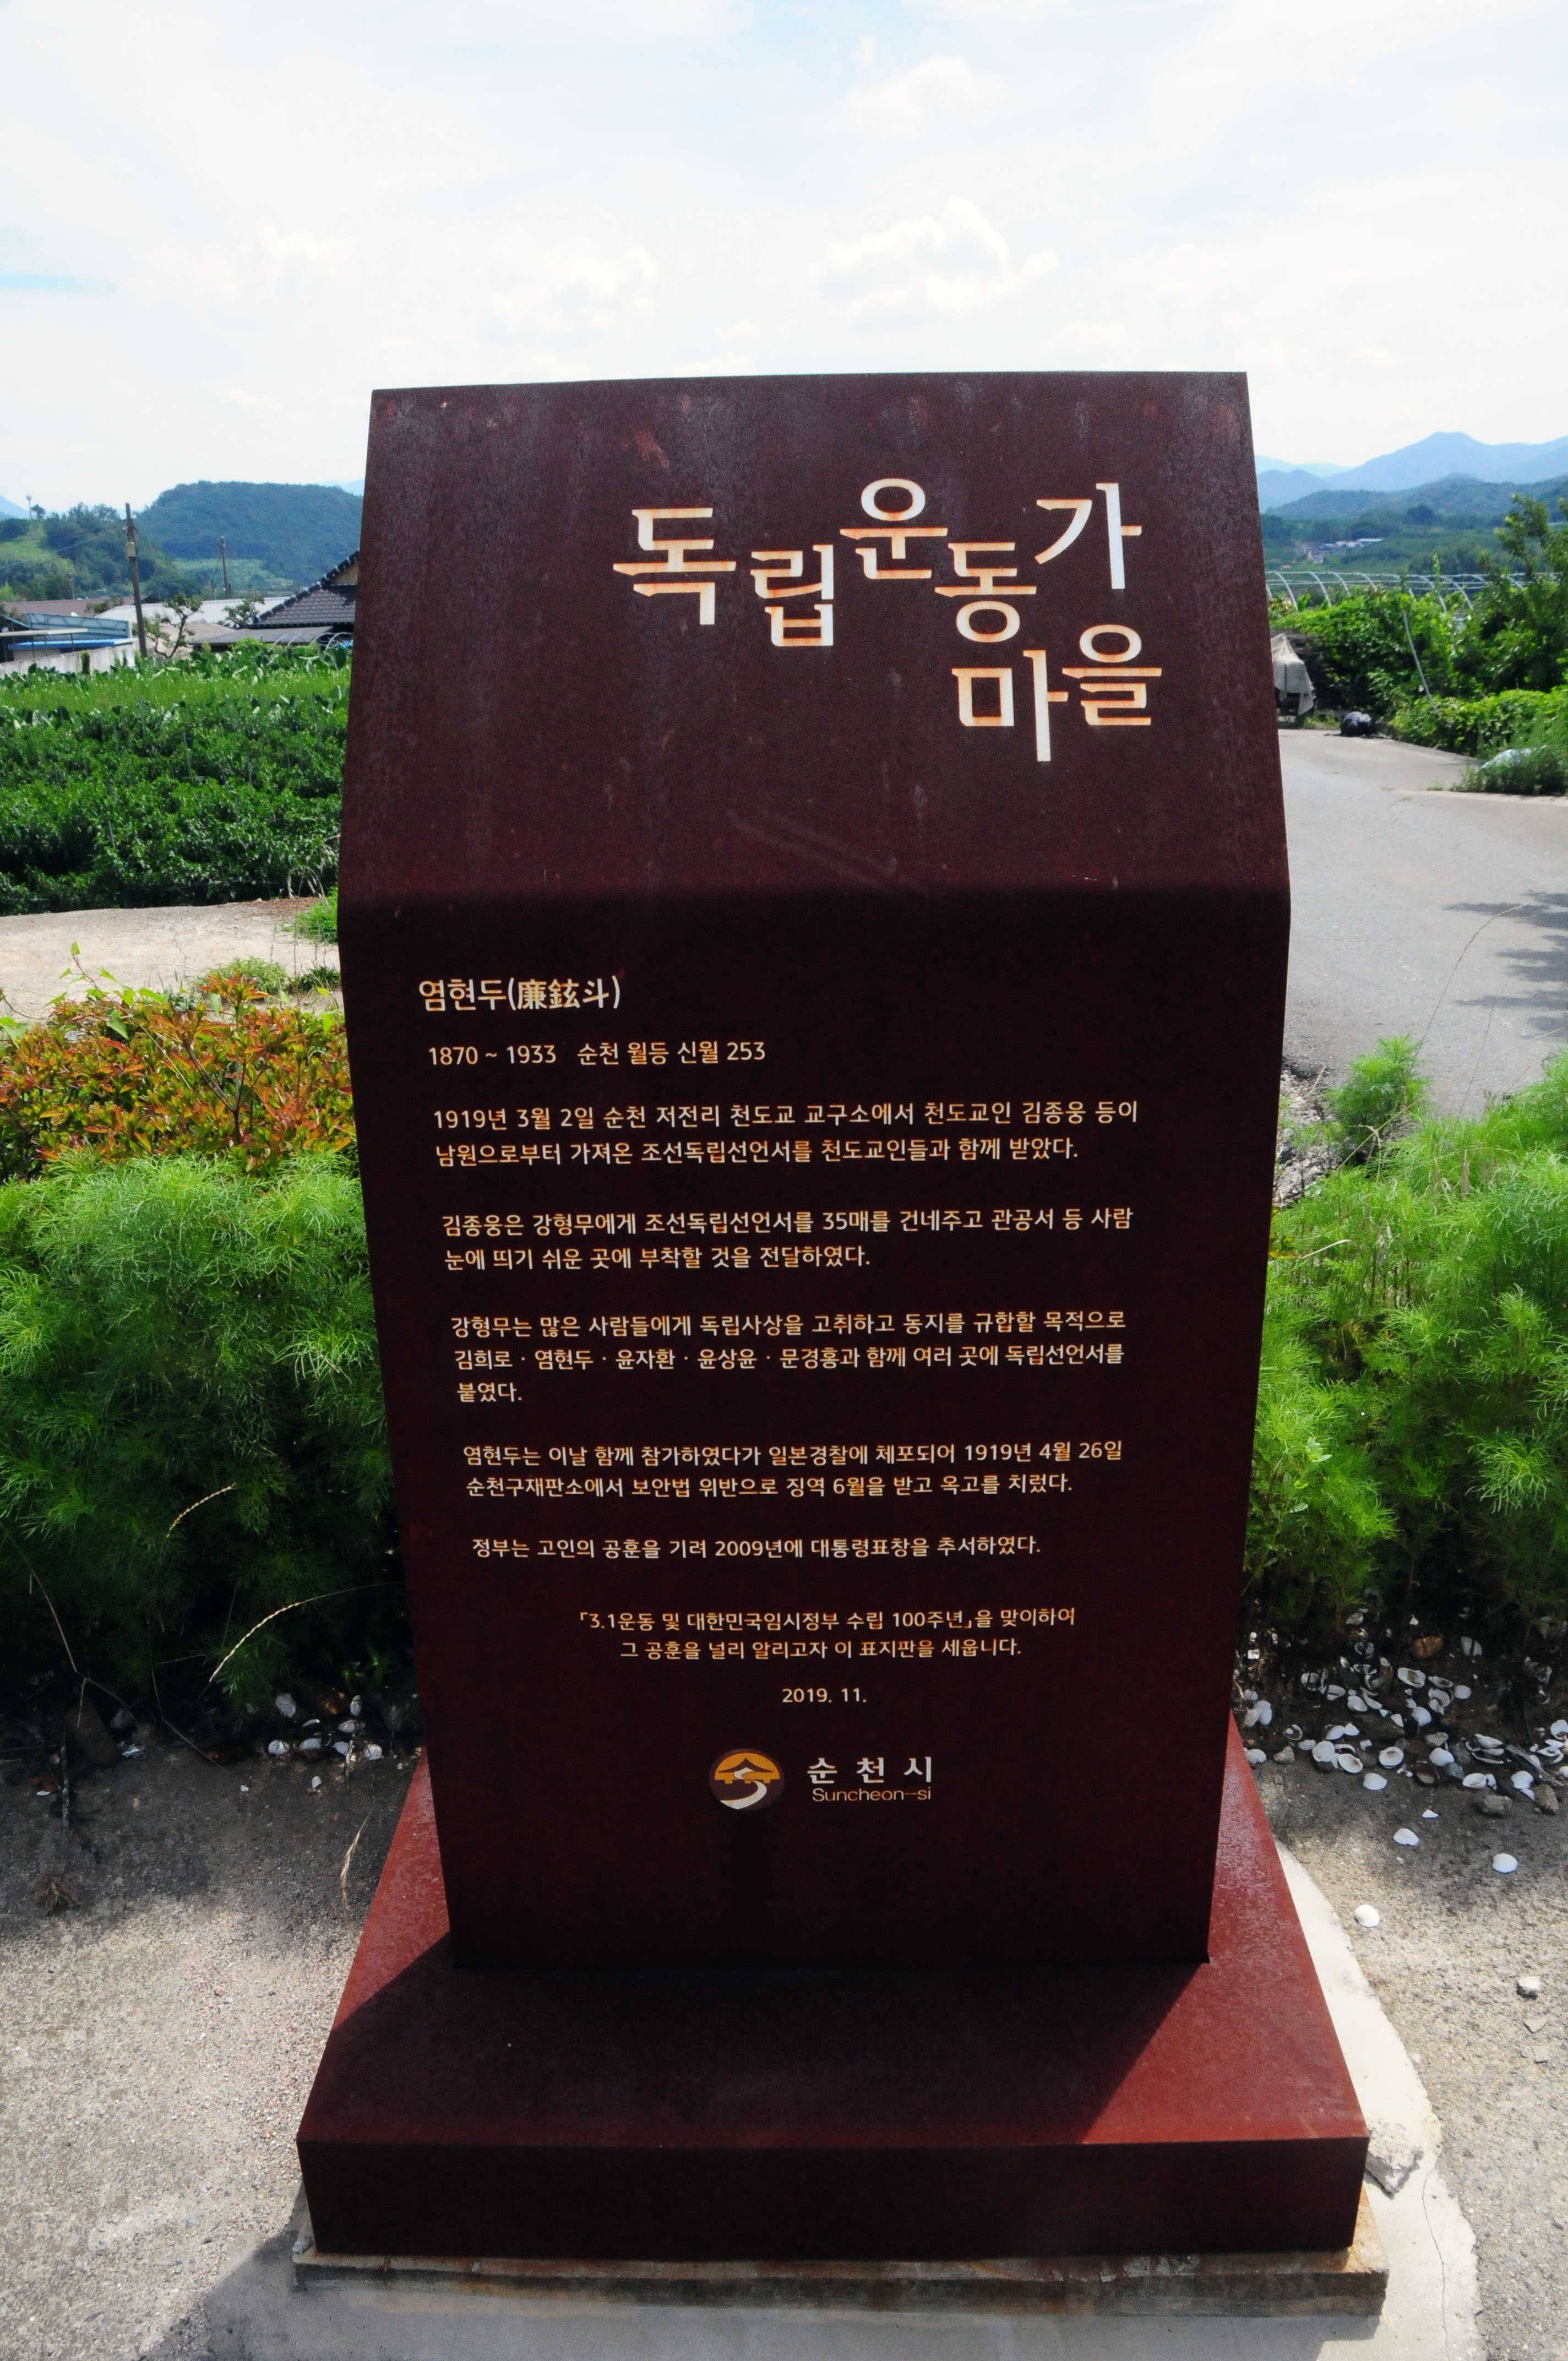 독립운동가
마을
염현두(廉鉉斗)
1870 ~ 1933 순천 월등 신월 253
1919년 3월 2일 순천 저전리 천도교 교구소에서 천도교인 김종웅 등이
남원으로부터 가져온 조선독립선언서를 천도교인들과 함께 받았다.
김종웅은 강형무에게 조선독립선언서를 35매를 건네주고 관공서 등 사람
눈에 띄기 쉬운 곳에 부착할 것을 전달하였다.
강형무는 많은 사람들에게 독립사상을 고취하고 동지를 규합할 목적으로
김희로 · 염현두 · 윤자환 · 윤상윤 · 문경홍과 함께 여러 곳에 독립선언서를
붙였다.
염현두는 이날 함께 참가하였다가 일본경찰에 체포되어 1919년 4월 26일
순천구재판소에서 보안법 위반으로 징역 6월을 받고 옥고를 치렀다.
정부는 고인의 공훈을 기려 2009년에 대통령표창을 추서하였다.
「3.1운동 및 대한민국임시정부 수립 100주년」을 맞이하여
그 공훈을 널리 알리고자 이 표지판을 세웁니다.
2019. 11.
순천시
Suncheon-si